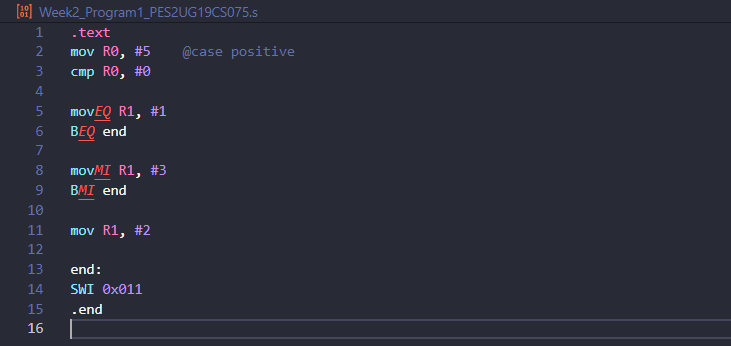 10 01 Week2_Program1_PES2UG19CS075.s
1 .text
2 mov R0, #5 @case positive
3 cmp R0, #0
4
5 movEQ R1, #1
6 BEQ end
7
8 movMI R1, #3
9 BMI end
10
11 mov R1, #2
12
13 end:
14 SWI 0x011
15 .end
16